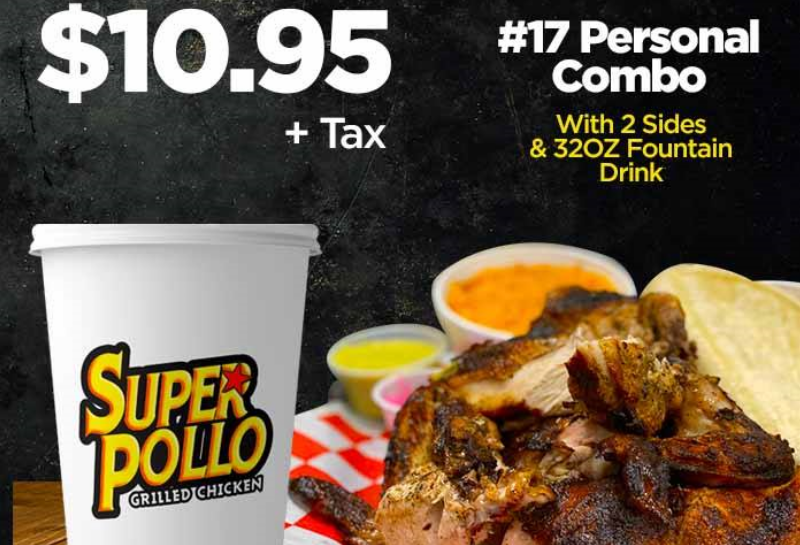 $10.95
+ Tax
#17 Personal
Combo
With 2 Sides
& 32OZ Fountain
Drink
SUPER
POLLO
GRILLED CHICKEN